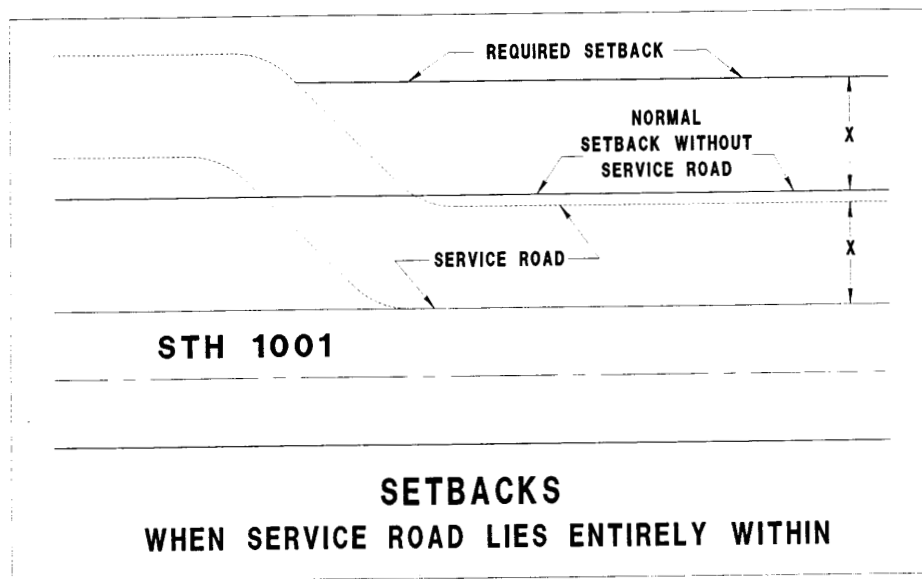 REQUIRED SETBACK
NORMAL
SETBACK WITHOUT
SERVICE ROAD
X
X
SERVICE ROAD
STH 1001
SETBACKS
WHEN SERVICE ROAD LIES ENTIRELY WITHIN